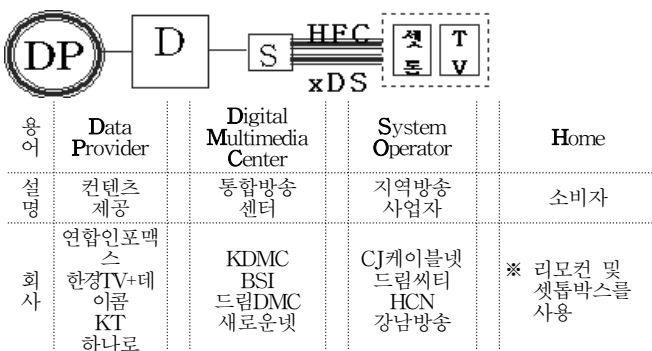 DP
D
S
HFC
xDS
셋
톱
T
V
용
어
Data
Provider
Digital
Multimedia
Center
System
Operator
Home
설
명
컨텐츠
제공
통합방송
센터
지역방송
사업자
소비자
회
사
연합인포맥
스
한경TV+데
이콤
KT
하나로
KDMC
BSI
드림DMC
새로운넷
CJ케이블넷
드림씨티
HCN
강남방송
※ 리모컨 및
셋톱박스를
사용